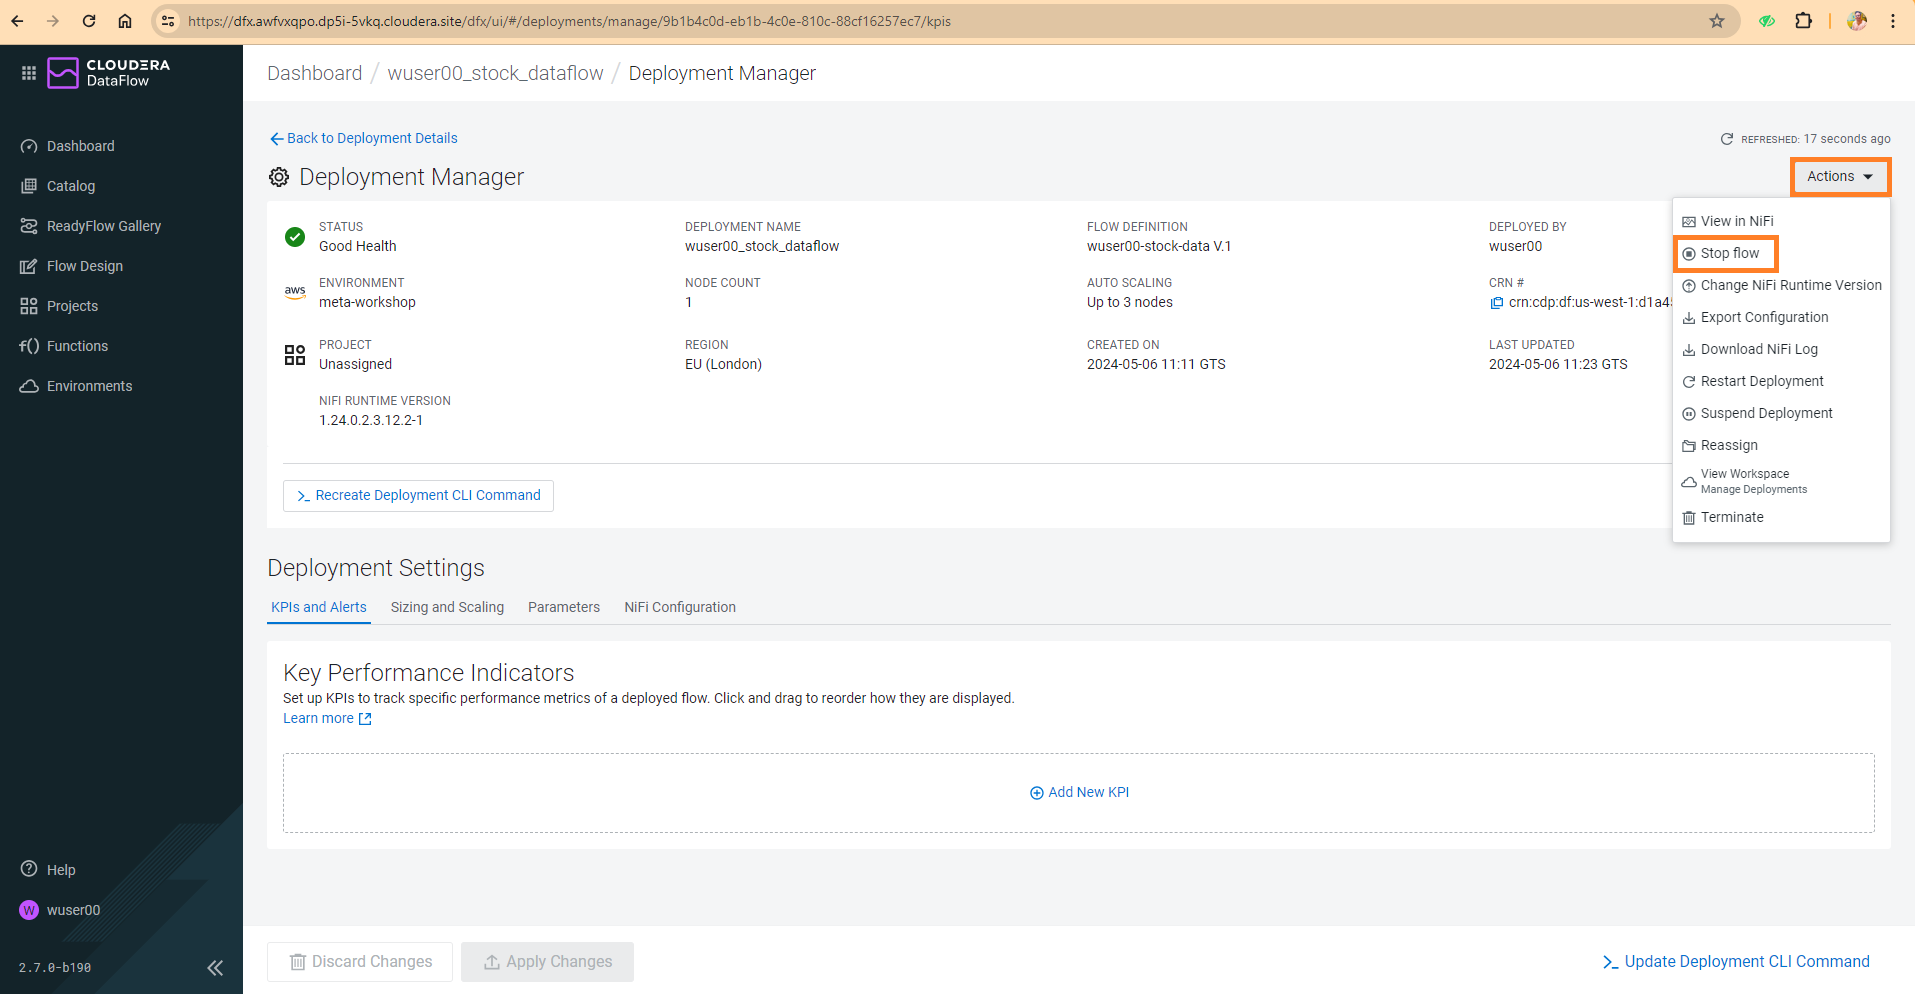 https://dfx.awfvxqpo.dp5i-5vkq.cloudera.site/dfx/ui/#/deployments/manage/9b1b4c0d-eb1b-4c0e-810c-88cf16257ec7/kpis
CLOUDERA
DataFlow
Dashboard
Catalog
ReadyFlow Gallery
Flow Design
Projects
Functions
Environments
Help
W wuser00
2.7.0-b190
Dashboard / wuser00_stock_dataflow / Deployment Manager
Back to Deployment Details
REFRESHED: 17 seconds ago
Deployment Manager
Actions
STATUS
Good Health
DEPLOYMENT NAME
wuser00_stock_dataflow
FLOW DEFINITION
wuser00-stock-data V.1
DEPLOYED BY
wuser00
aws
ENVIRONMENT
meta-workshop
NODE COUNT
1
AUTO SCALING
Up to 3 nodes
CRN #
crn:cdp:df:us-west-1:d1a4
PROJECT
Unassigned
REGION
EU (London)
CREATED ON
2024-05-06 11:11 GTS
LAST UPDATED
2024-05-06 11:23 GTS
NIFI RUNTIME VERSION
1.24.0.2.3.12.2-1
Recreate Deployment CLI Command
View in NiFi
Stop flow
Change NiFi Runtime Version
Export Configuration
Download NiFi Log
Restart Deployment
Suspend Deployment
Reassign
View Workspace
Manage Deployments
Terminate
Deployment Settings
KPIs and Alerts
Sizing and Scaling
Parameters
NiFi Configuration
Key Performance Indicators
Set up KPIs to track specific performance metrics of a deployed flow. Click and drag to reorder how they are displayed.
Learn more
Add New KPI
Discard Changes
Apply Changes
Update Deployment CLI Command